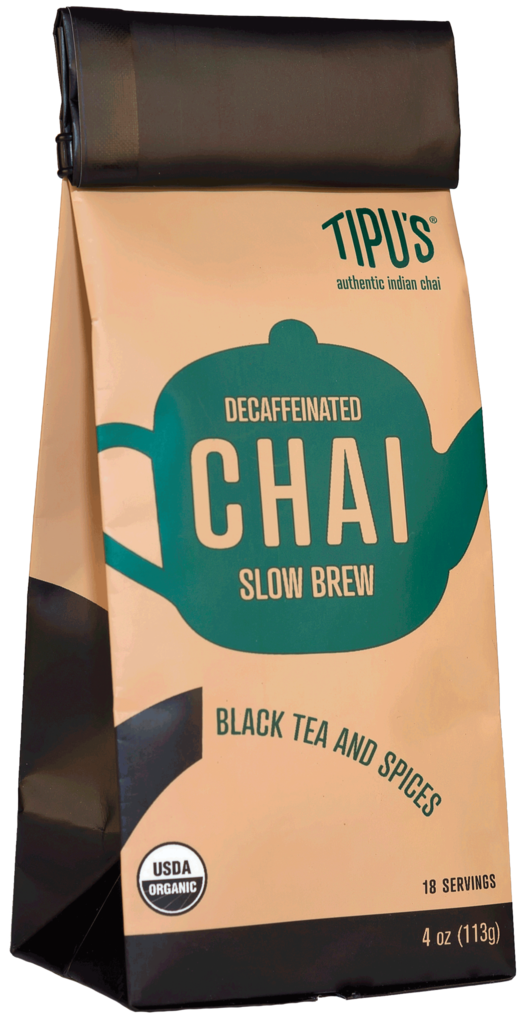 TIPU'S®
authentic indian chai
DECAFFEINATED
CHAI
SLOW BREW
BLACK TEA AND SPICES
USDA
ORGANIC
18 SERVINGS
4 oz (113g)